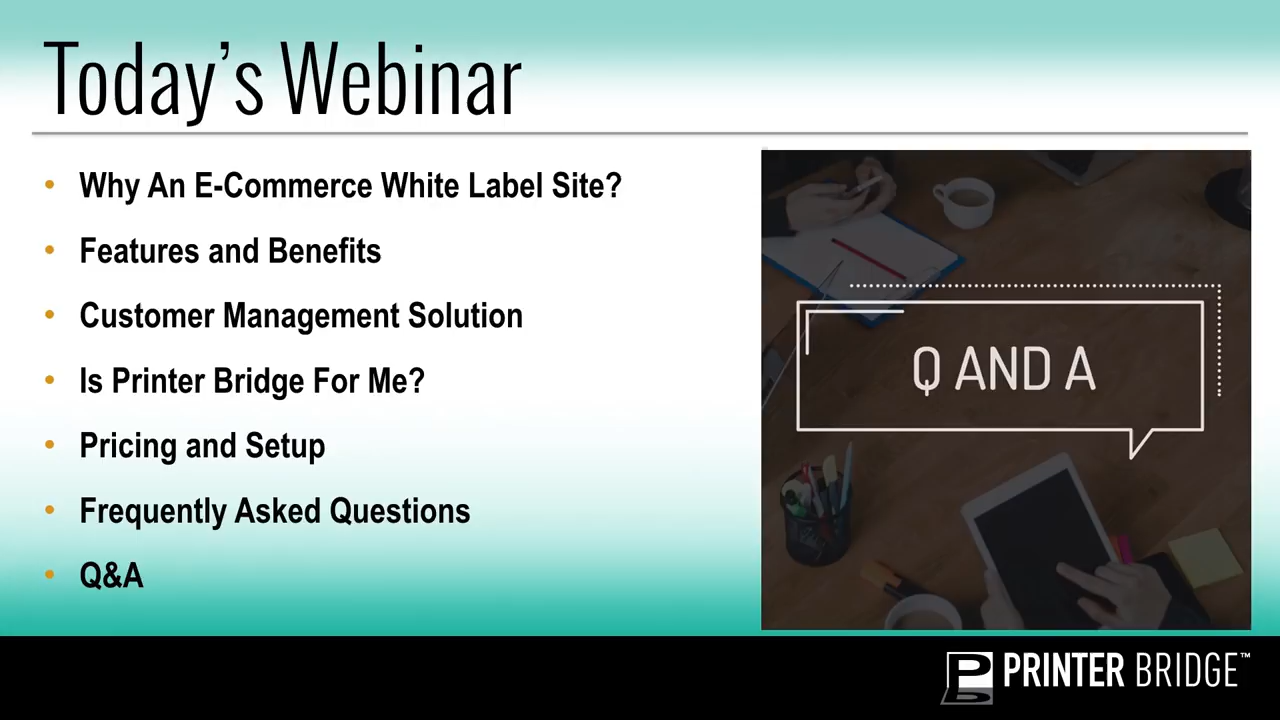 Today’s Webinar
• Why An E-Commerce White Label Site?
• Features and Benefits
• Customer Management Solution
• Is Printer Bridge For Me?
• Pricing and Setup
• Frequently Asked Questions
• Q&A
Q AND A
PRINTER BRIDGE™